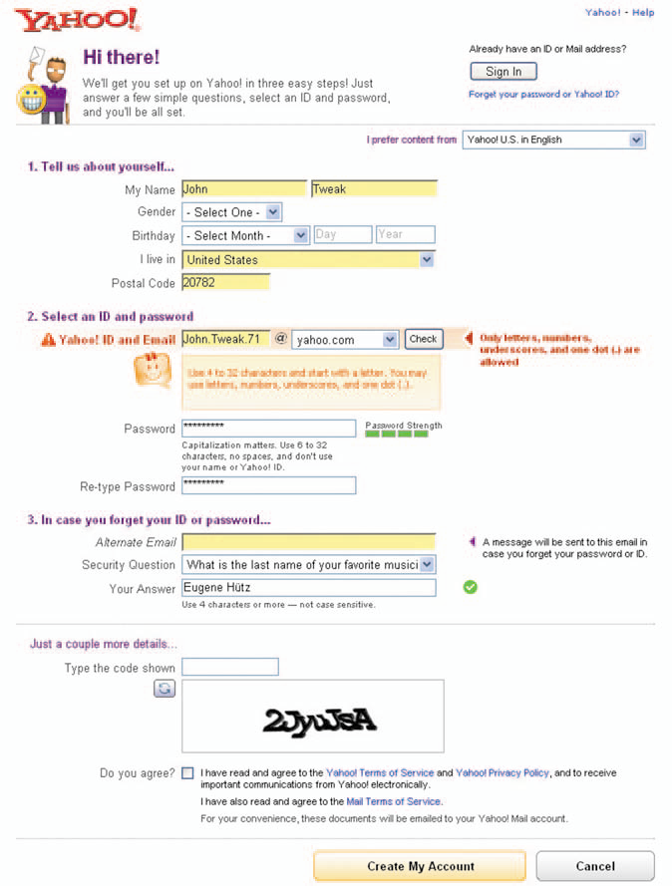 YAHOO!
Yahoo! - Help
Hi there!
We'll get you set up on Yahoo! in three easy steps! Just
answer a few simple questions, select an ID and password,
and you'll be all set.
Already have an ID or Mail address?
Sign In
Forget your password or Yahoo! ID?
I prefer content from Yahoo! U.S. in English
1. Tell us about yourself...
My Name John Tweak
Gender - Select One -
Birthday - Select Month - Day Year
I live in United States
Postal Code 20782
2. Select an ID and password
Yahoo! ID and Email John.Tweak.71 @ yahoo.com Check
Only letters, numbers,
underscores, and one dot (.) are
allowed
Use 4 to 32 characters and start with a letter. You may
use letters, numbers, underscores, and one dot (.).
Password *********
Password Strength
Capitalization matters. Use 6 to 32
characters, no spaces, and don't use
your name or Yahoo! ID.
Re-type Password *********
3. In case you forget your ID or password...
Alternate Email
A message will be sent to this email in
case you forget your password or ID.
Security Question What is the last name of your favorite musici
Your Answer Eugene Hütz
Use 4 characters or more — not case sensitive.
Just a couple more details...
Type the code shown
2JyuJsA
Do you agree? I have read and agree to the Yahoo! Terms of Service and Yahoo! Privacy Policy, and to receive
important communications from Yahoo! electronically.
I have also read and agree to the Mail Terms of Service.
For your convenience, these documents will be emailed to your Yahoo! Mail account.
Create My Account Cancel